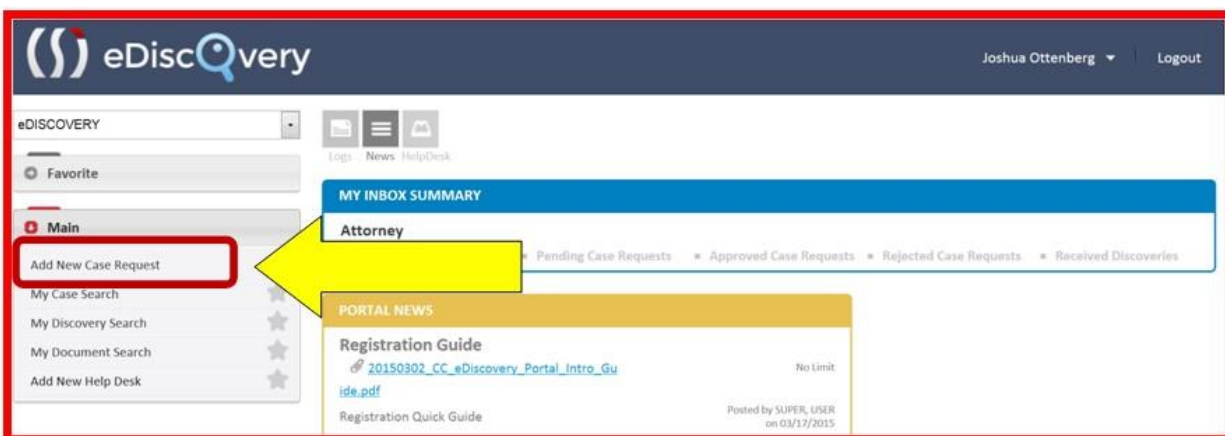 eDiscQvery
Joshua Ottenberg
Logout
eDISCOVERY
Favorite
Main
Add New Case Request
My Case Search
My Discovery Search
My Document Search
Add New Help Desk
Logs News HelpDesk
MY INBOX SUMMARY
Attorney
Pending Case Requests Approved Case Requests Rejected Case Requests Received Discoveries
PORTAL NEWS
Registration Guide
20150302_CC_eDiscovery_Portal_Intro_Gu
ide.pdf
No Limit
Registration Quick Guide
Posted by SUPER, USER
on 03/17/2015